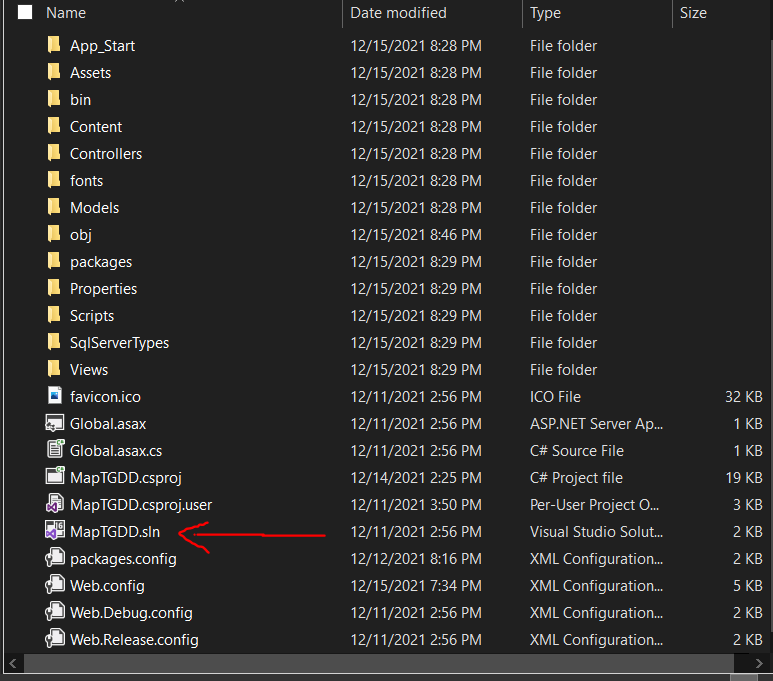 Name Date modified Type Size
App_Start 12/15/2021 8:28 PM File folder
Assets 12/15/2021 8:28 PM File folder
bin 12/15/2021 8:28 PM File folder
Content 12/15/2021 8:28 PM File folder
Controllers 12/15/2021 8:28 PM File folder
fonts 12/15/2021 8:28 PM File folder
Models 12/15/2021 8:28 PM File folder
obj 12/15/2021 8:46 PM File folder
packages 12/15/2021 8:29 PM File folder
Properties 12/15/2021 8:29 PM File folder
Scripts 12/15/2021 8:29 PM File folder
SqlServerTypes 12/15/2021 8:29 PM File folder
Views 12/15/2021 8:29 PM File folder
favicon.ico 12/11/2021 2:56 PM ICO File 32 KB
Global.asax 12/11/2021 2:56 PM ASP.NET Server Ap... 1 KB
Global.asax.cs 12/11/2021 2:56 PM C# Source File 1 KB
MapTGDD.csproj 12/14/2021 2:25 PM C# Project file 19 KB
MapTGDD.csproj.user 12/11/2021 3:50 PM Per-User Project O... 3 KB
MapTGDD.sln 12/11/2021 2:56 PM Visual Studio Solut... 2 KB
packages.config 12/12/2021 8:16 PM XML Configuration... 2 KB
Web.config 12/15/2021 7:34 PM XML Configuration... 5 KB
Web.Debug.config 12/11/2021 2:56 PM XML Configuration... 2 KB
Web.Release.config 12/11/2021 2:56 PM XML Configuration... 2 KB